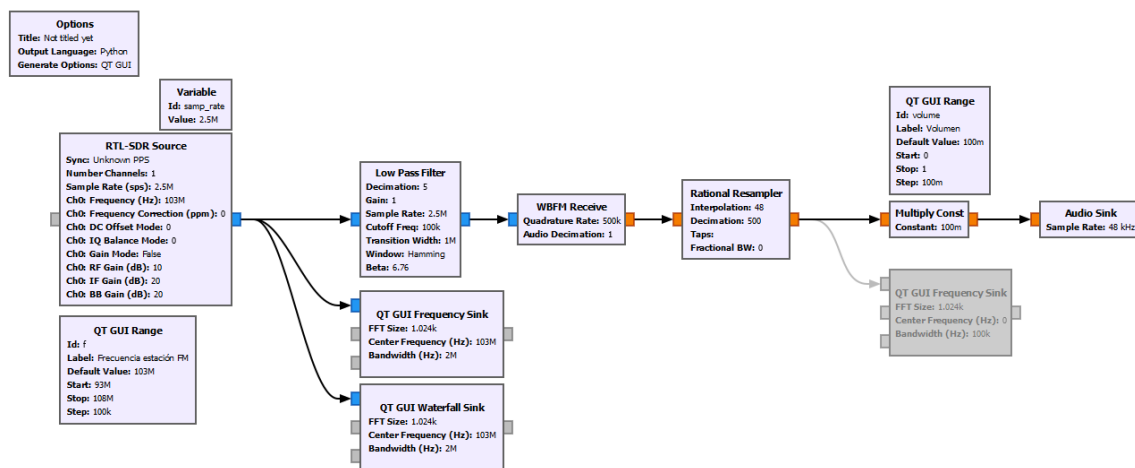 Options
Title: Not titled yet
Output Language: Python
Generate Options: QT GUI
Variable
Id: samp_rate
Value: 2.5M
RTL-SDR Source
Sync: Unknown PPS
Number Channels: 1
Sample Rate (sps): 2.5M
Ch0: Frequency (Hz): 103M
Ch0: Frequency Correction (ppm): 0
Ch0: DC Offset Mode: 0
Ch0: IQ Balance Mode: 0
Ch0: Gain Mode: False
Ch0: RF Gain (dB): 10
Ch0: IF Gain (dB): 20
Ch0: BB Gain (dB): 20
QT GUI Range
Id: f
Label: Frecuencia estación FM
Default Value: 103M
Start: 93M
Stop: 108M
Step: 100k
Low Pass Filter
Decimation: 5
Gain: 1
Sample Rate: 2.5M
Cutoff Freq: 100k
Transition Width: 1M
Window: Hamming
Beta: 6.76
QT GUI Frequency Sink
FFT Size: 1.024k
Center Frequency (Hz): 103M
Bandwidth (Hz): 2M
QT GUI Waterfall Sink
FFT Size: 1.024k
Center Frequency (Hz): 103M
Bandwidth (Hz): 2M
WBFM Receive
Quadrature Rate: 500k
Audio Decimation: 1
Rational Resampler
Interpolation: 48
Decimation: 500
Taps:
Fractional BW: 0
QT GUI Range
Id: volume
Label: Volumen
Default Value: 100m
Start: 0
Stop: 1
Step: 100m
Multiply Const
Constant: 100m
Audio Sink
Sample Rate: 48 kHz
QT GUI Frequency Sink
FFT Size: 1.024k
Center Frequency (Hz): 0
Bandwidth (Hz): 100k